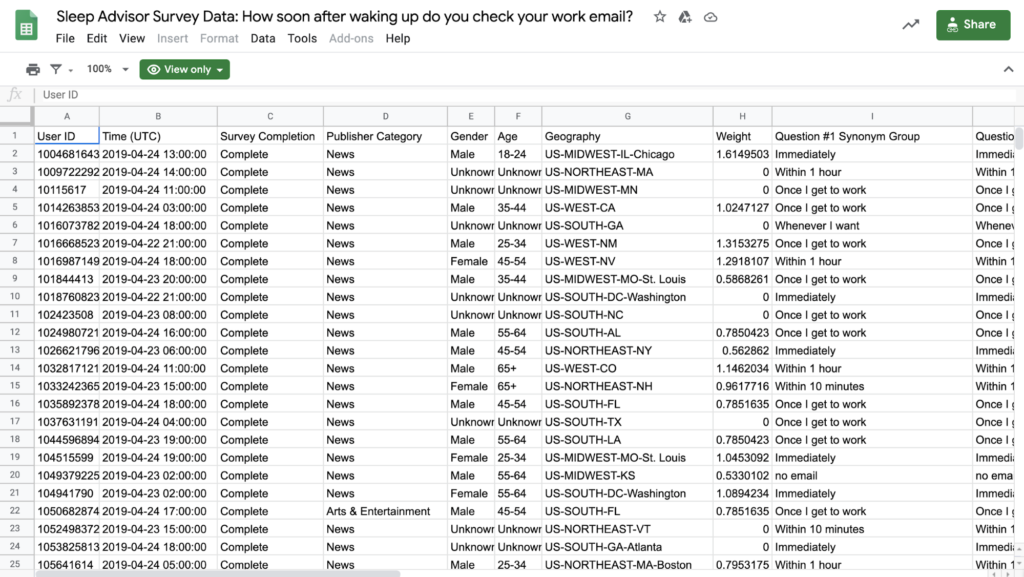 Sleep Advisor Survey Data: How soon after waking up do you check your work email?
File Edit View Insert Format Data Tools Add-ons Help
Share
100% View only
fx User ID
A B C D E F G H I
1 User ID Time (UTC) Survey Completion Publisher Category Gender Age Geography Weight Question #1 Synonym Group Questio
2 1004681643 2019-04-24 13:00:00 Complete News Male 18-24 US-MIDWEST-IL-Chicago 1.6149503 Immediately Immedi
3 1009722292 2019-04-24 14:00:00 Complete News Unknown Unknown US-NORTHEAST-MA 0 Within 1 hour Within 1
4 10115617 2019-04-24 11:00:00 Complete News Unknown Unknown US-MIDWEST-MN 0 Once I get to work Once I g
5 1014263853 2019-04-24 03:00:00 Complete News Male 35-44 US-WEST-CA 1.0247127 Once I get to work Once I g
6 1016073782 2019-04-24 18:00:00 Complete News Unknown Unknown US-SOUTH-GA 0 Whenever I want Whenev
7 1016668523 2019-04-22 21:00:00 Complete News Male 25-34 US-WEST-NM 1.3153275 Once I get to work Once I g
8 1016987149 2019-04-24 18:00:00 Complete News Female 45-54 US-WEST-NV 1.2918107 Within 1 hour Within 1
9 101844413 2019-04-23 20:00:00 Complete News Male 35-44 US-MIDWEST-MO-St. Louis 0.5868261 Once I get to work Once I g
10 1018760823 2019-04-22 21:00:00 Complete News Unknown Unknown US-SOUTH-DC-Washington 0 Immediately Immedi
11 102423508 2019-04-23 08:00:00 Complete News Unknown Unknown US-SOUTH-NC 0 Once I get to work Once I g
12 1024980721 2019-04-24 16:00:00 Complete News Male 55-64 US-SOUTH-AL 0.7850423 Once I get to work Once I g
13 1026621796 2019-04-23 06:00:00 Complete News Male 45-54 US-NORTHEAST-NY 0.562862 Immediately Immedi
14 1032817121 2019-04-24 11:00:00 Complete News Male 65+ US-WEST-CO 1.1462034 Within 1 hour Within 1
15 1033242365 2019-04-23 15:00:00 Complete News Female 65+ US-NORTHEAST-NH 0.9617716 Within 10 minutes Within 1
16 1035892378 2019-04-24 18:00:00 Complete News Male 45-54 US-SOUTH-FL 0.7851635 Once I get to work Once I g
17 1037631191 2019-04-24 04:00:00 Complete News Unknown Unknown US-SOUTH-TX 0 Once I get to work Once I g
18 1044596894 2019-04-23 19:00:00 Complete News Male 55-64 US-SOUTH-LA 0.7850423 Once I get to work Once I g
19 104515599 2019-04-24 19:00:00 Complete News Female 25-34 US-MIDWEST-MO-St. Louis 1.0453092 Immediately Immedi
20 1049379225 2019-04-23 02:00:00 Complete News Male 55-64 US-MIDWEST-KS 0.5330102 no email no ema
21 104941790 2019-04-23 02:00:00 Complete News Female 55-64 US-SOUTH-DC-Washington 1.0894234 Immediately Immedi
22 1050682874 2019-04-24 17:00:00 Complete Arts & Entertainment Male 45-54 US-SOUTH-FL 0.7851635 Once I get to work Once I g
23 1052498372 2019-04-23 15:00:00 Complete News Unknown Unknown US-NORTHEAST-VT 0 Within 10 minutes Within 1
24 1053825813 2019-04-24 18:00:00 Complete News Unknown Unknown US-SOUTH-GA-Atlanta 0 Immediately Immedi
25 105641614 2019-04-24 05:00:00 Complete News Male 25-34 US-NORTHEAST-MA-Boston 0.7953175 Within 1 hour Within 1